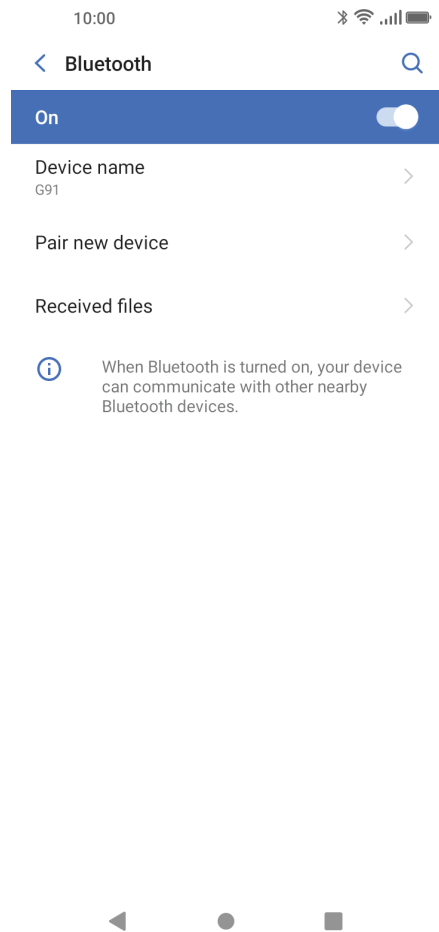 10:00
Bluetooth
On
Device name
G91
Pair new device
Received files
When Bluetooth is turned on, your device
can communicate with other nearby
Bluetooth devices.